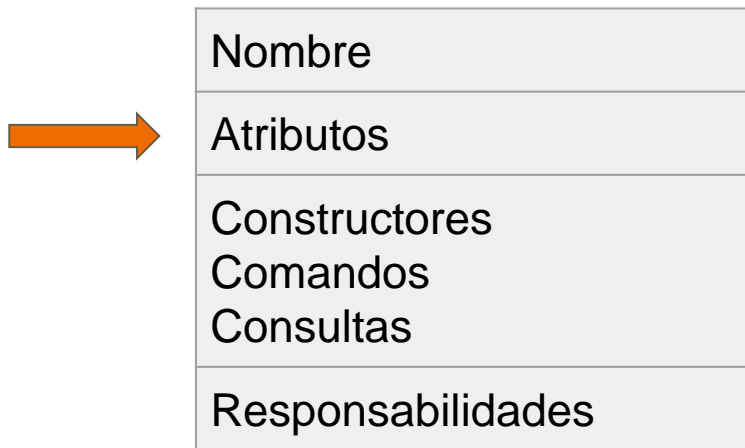 Nombre
Atributos
Constructores
Comandos
Consultas
Responsabilidades